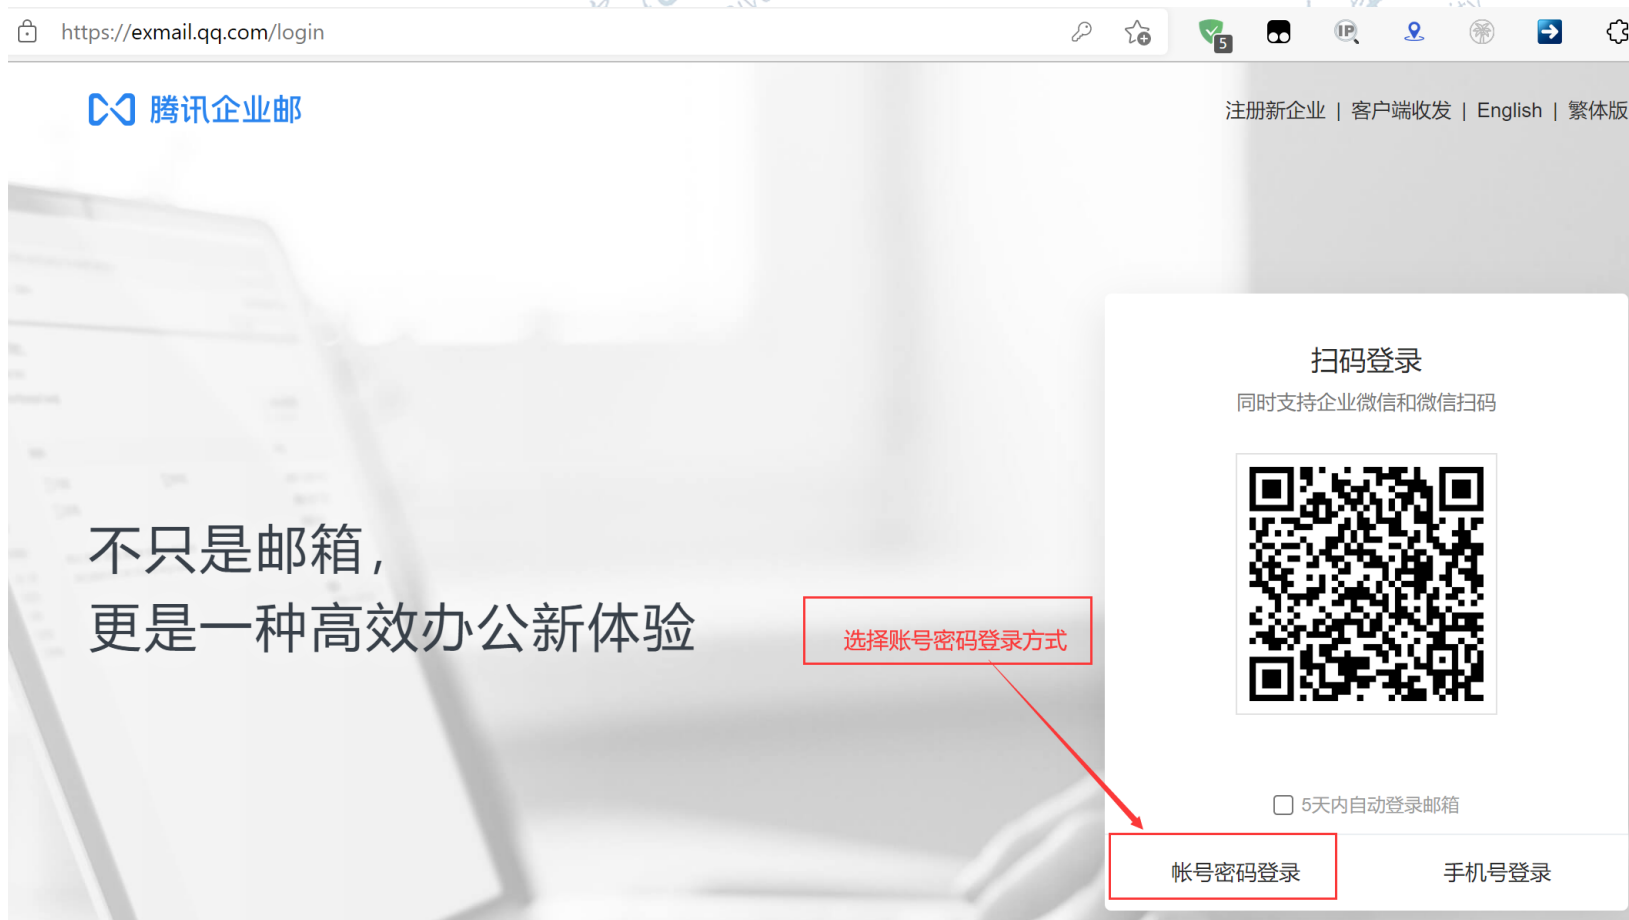 https://exmail.qq.com/login
5
IP
腾讯企业邮
注册新企业 | 客户端收发 | English | 繁体版
扫码登录
同时支持企业微信和微信扫码
不只是邮箱，
更是一种高效办公新体验
选择账号密码登录方式
5天内自动登录邮箱
帐号密码登录
手机号登录